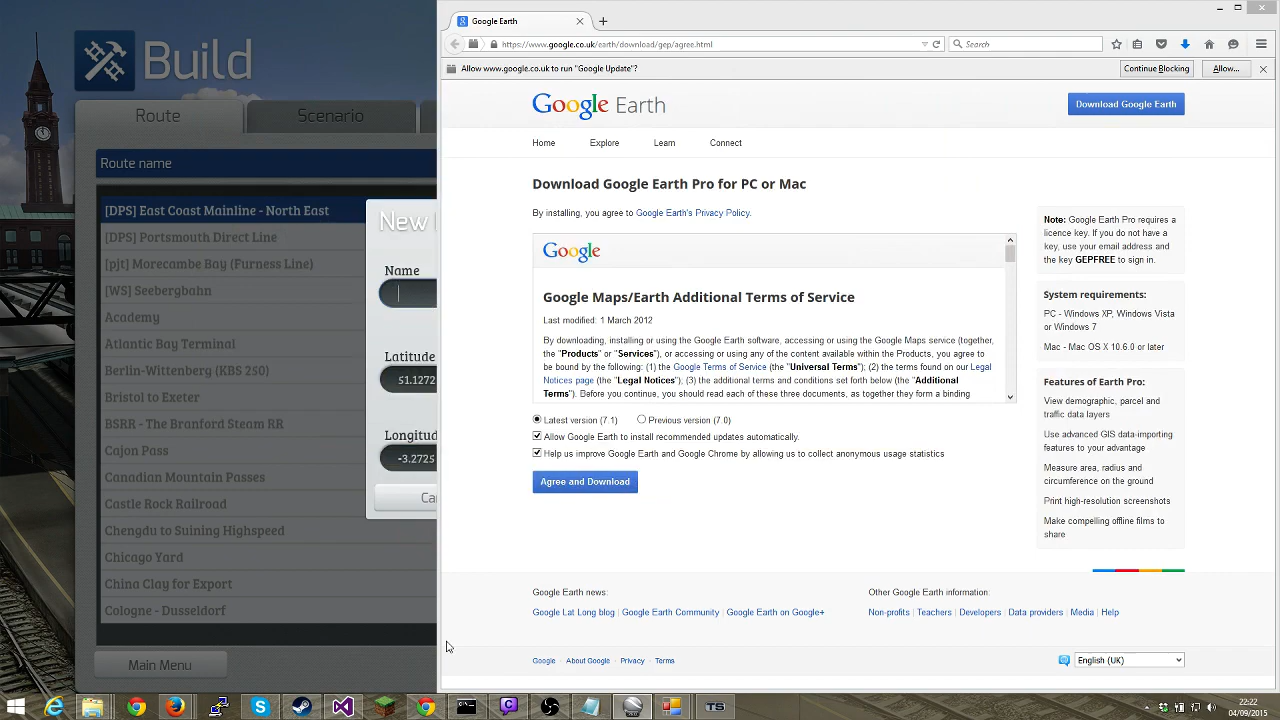 Build
Route
Scenario
Route name
[DPS] East Coast Mainline - North East
[DPS] Portsmouth Direct Line
[pjt] Morecambe Bay (Furness Line)
[WS] Seebergbahn
Academy
Atlantic Bay Terminal
Berlin-Wittenberg (KBS 250)
Bristol to Exeter
BSRR - The Branford Steam RR
Cajon Pass
Canadian Mountain Passes
Castle Rock Railroad
Chengdu to Suining Highspeed
Chicago Yard
China Clay for Export
Cologne - Dusseldorf
Main Menu
New
Name
Latitude
51.1272
Longitud
-3.2725
Ca
Google Earth
https://www.google.co.uk/earth/download/gep/agree.html
Search
Allow www.google.co.uk to run "Google Update"?
Continue Blocking
Allow...
Google Earth
Download Google Earth
Home
Explore
Learn
Connect
Download Google Earth Pro for PC or Mac
By installing, you agree to Google Earth's Privacy Policy.
Google
Google Maps/Earth Additional Terms of Service
Last modified: 1 March 2012
By downloading, installing or using the Google Earth software, accessing or using the Google Maps service (together,
the "Products" or "Services"), or accessing or using any of the content available within the Products, you agree to
be bound by the following: (1) the Google Terms of Service (the "Universal Terms"); (2) the terms found on our Legal
Notices page (the "Legal Notices"), (3) the additional terms and conditions set forth below (the "Additional
Terms"). Before you continue, you should read each of these three documents, as together they form a binding
Latest version (7.1)
Previous version (7.0)
Allow Google Earth to install recommended updates automatically.
Help us improve Google Earth and Google Chrome by allowing us to collect anonymous usage statistics
Agree and Download
Note: Google Earth Pro requires a
licence key. If you do not have a
key, use your email address and
the key GEPFREE to sign in.
System requirements:
PC - Windows XP, Windows Vista
or Windows 7
Mac - Mac OS X 10.6.0 or later
Features of Earth Pro:
View demographic, parcel and
traffic data layers
Use advanced GIS data-importing
features to your advantage
Measure area, radius and
circumference on the ground
Print high-resolution screenshots
Make compelling offline films to
share
Google Earth news:
Google Lat Long blog
Google Earth Community
Google Earth on Google+
Other Google Earth information:
Non-profits
Teachers
Developers
Data providers
Media
Help
Google
About Google
Privacy
Terms
English (UK)
TS
22:22
04/09/2015